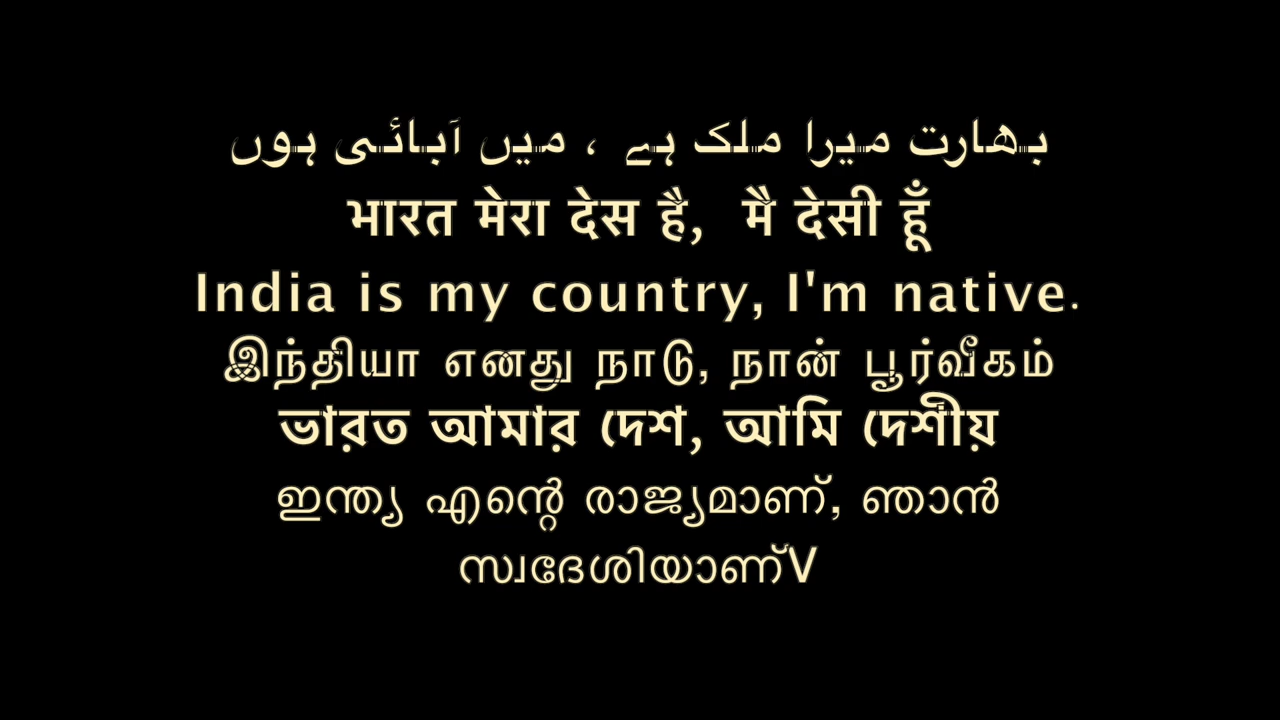 بھارت میرا ملک ہے ، میں آبائی ہوں
भारत मेरा देस है, मै देसी हूँ
India is my country, I'm native.
இந்தியா எனது நாடு, நான் பூர்வீகம்
ভারত আমার দেশ, আমি দেশীয়
ഇന്ത്യ എന്റെ രാജ്യമാണ്, ഞാൻ
സ്വദേശിയാണ്V